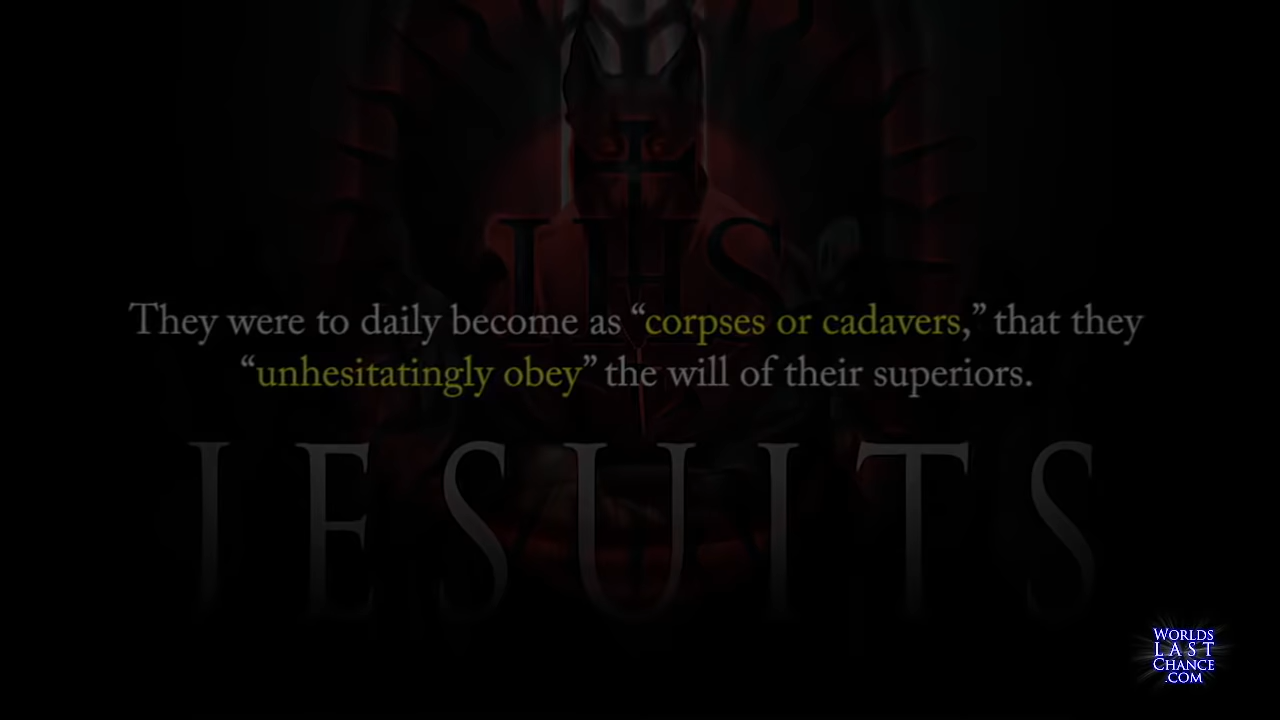 IHS
They were to daily become as “corpses or cadavers,” that they
“unhesitatingly obey” the will of their superiors.
JESUITS
WORLDS
LAST
CHANCE
.COM